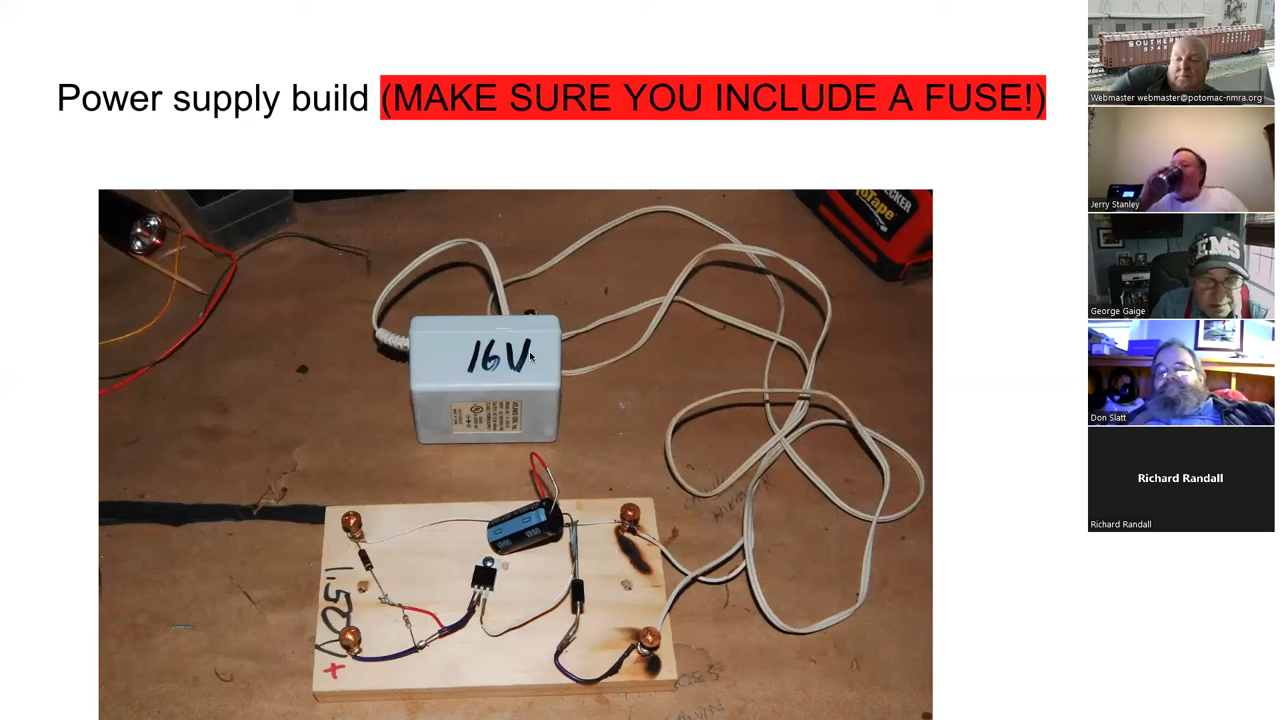 Power supply build (MAKE SURE YOU INCLUDE A FUSE!)
16V
1.50V
+
SOUTHERN
Webmaster webmaster@potomac-nmra.org
Jerry Stanley
EMS
George Gaige
Don Slatt
Richard Randall
Richard Randall